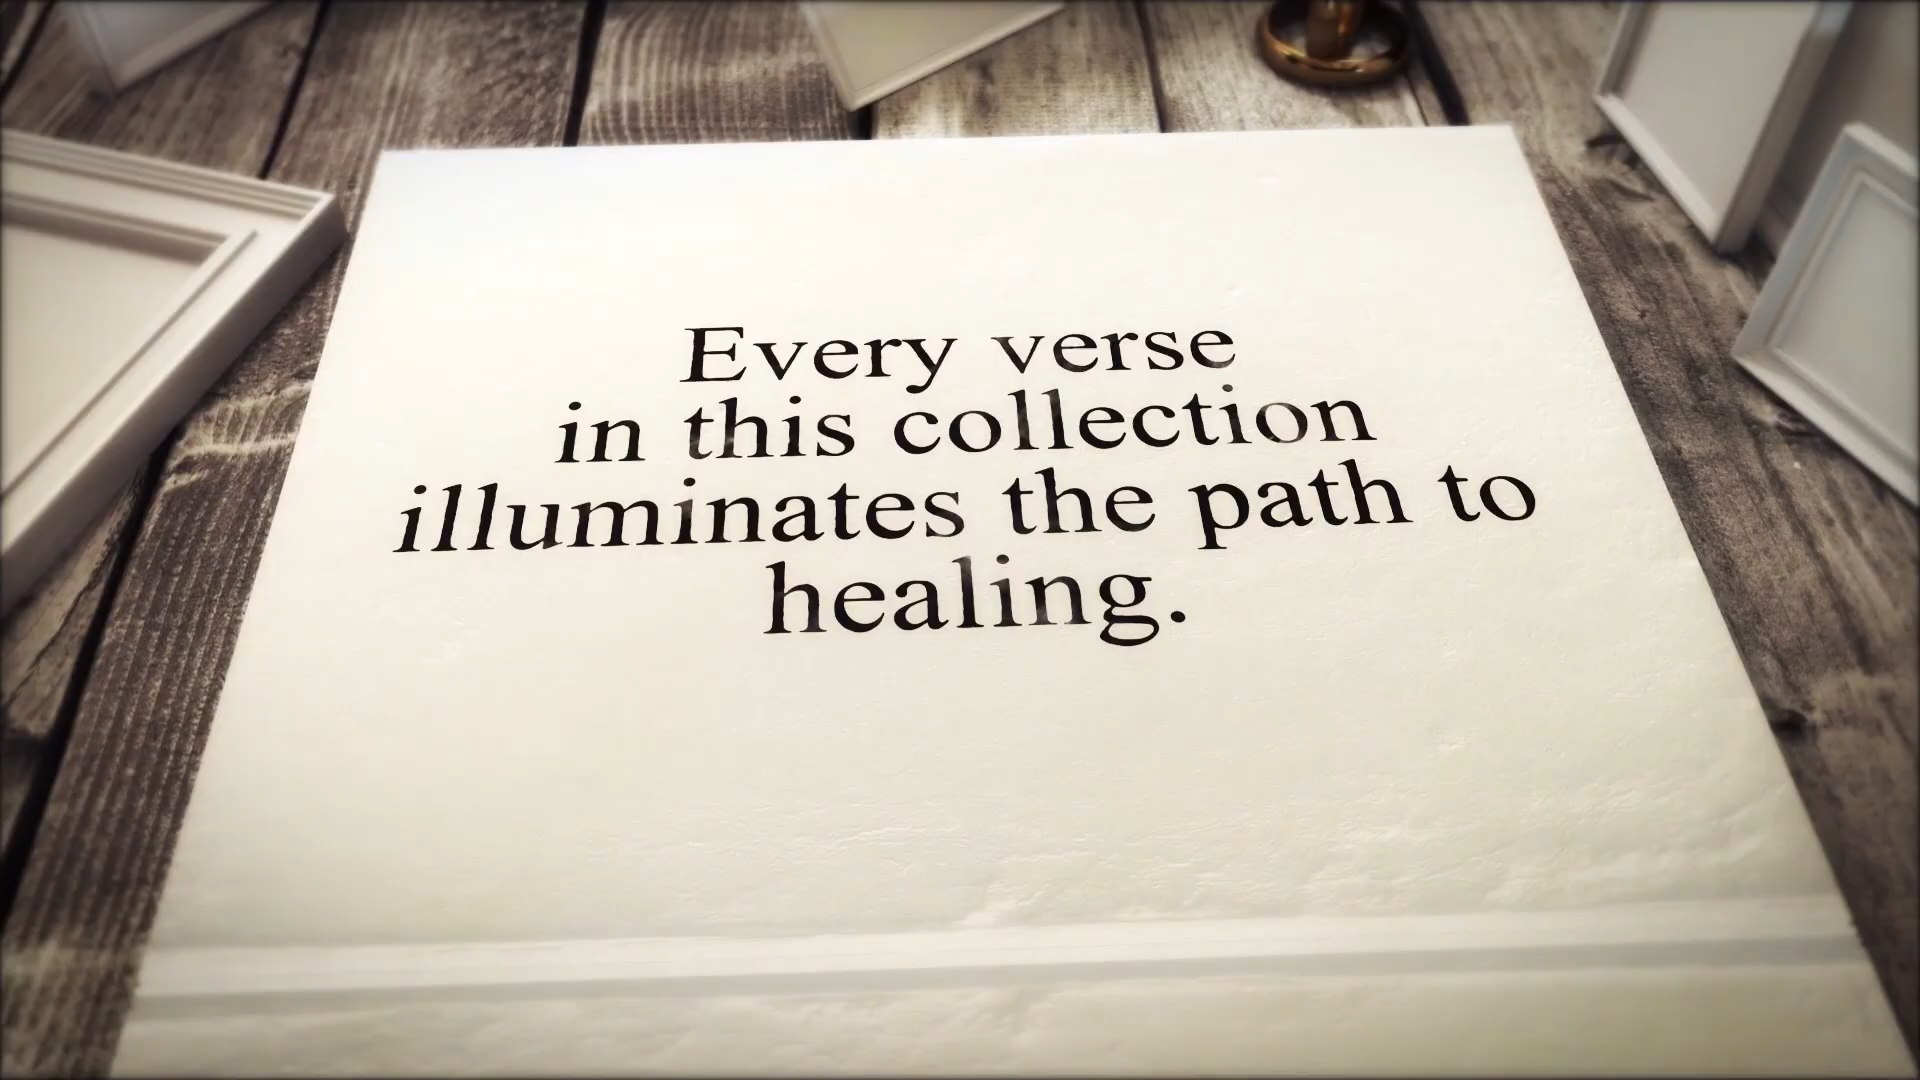 Every verse
in this collection
illuminates the path to
healing.